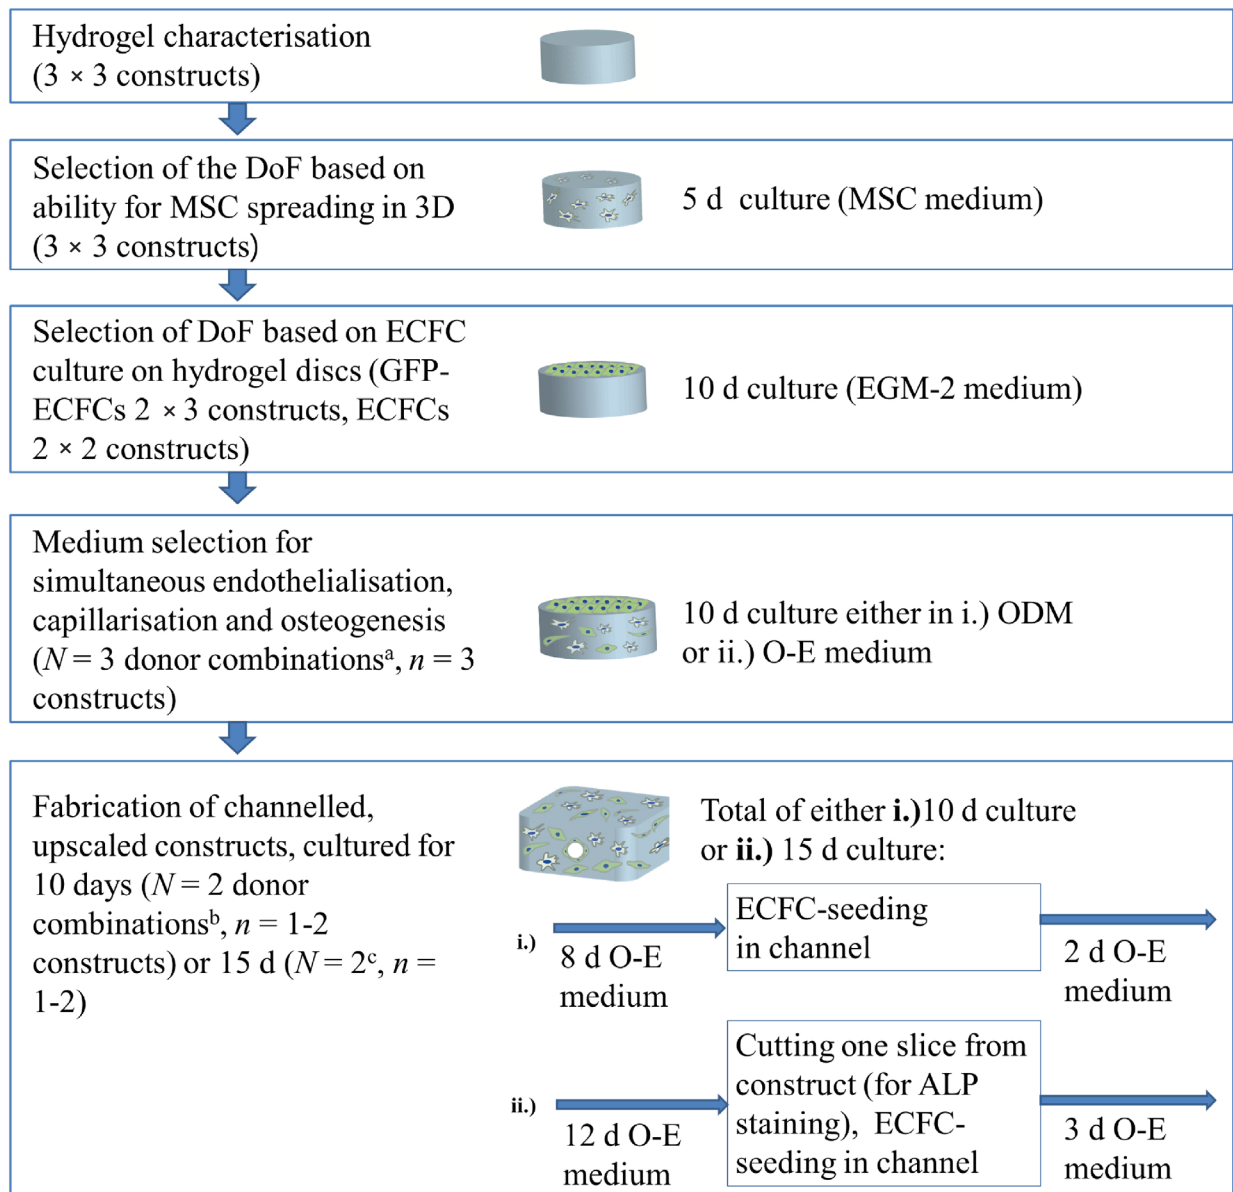 Hydrogel characterisation
(3 × 3 constructs)
Selection of the DoF based on
ability for MSC spreading in 3D
(3 × 3 constructs)
5 d culture (MSC medium)
Selection of DoF based on ECFC
culture on hydrogel discs (GFP-
ECFCs 2 × 3 constructs, ECFCs
2 × 2 constructs)
10 d culture (EGM-2 medium)
Medium selection for
simultaneous endothelialisation,
capillarisation and osteogenesis
(N = 3 donor combinationsᵃ, n = 3
constructs)
10 d culture either in i.) ODM
or ii.) O-E medium
Fabrication of channelled,
upscaled constructs, cultured for
10 days (N = 2 donor
combinationsᵇ, n = 1-2
constructs) or 15 d (N = 2ᶜ, n =
1-2)
Total of either i.)10 d culture
or ii.) 15 d culture:
i.)
8 d O-E
medium
ECFC-seeding
in channel
2 d O-E
medium
ii.)
12 d O-E
medium
Cutting one slice from
construct (for ALP
staining), ECFC-
seeding in channel
3 d O-E
medium